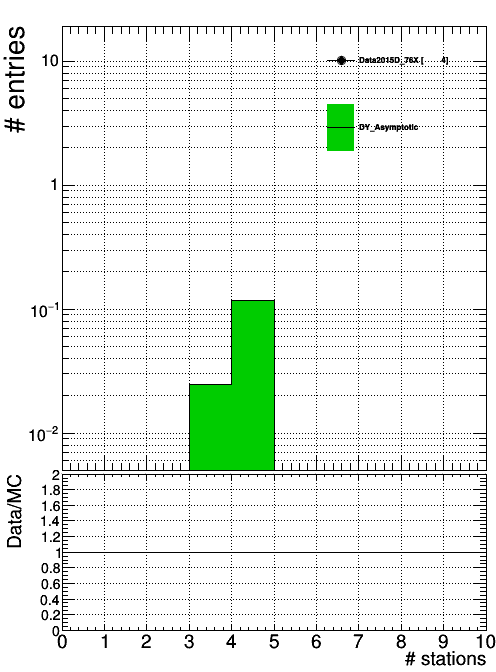 # entries
10
1
10⁻¹
10⁻²
Data2015D_76X [ 4]
DY_Asymptotic
Data/MC
2
1.8
1.6
1.4
1.2
1
0.8
0.6
0.4
0.2
0
0 1 2 3 4 5 6 7 8 9 10
# stations